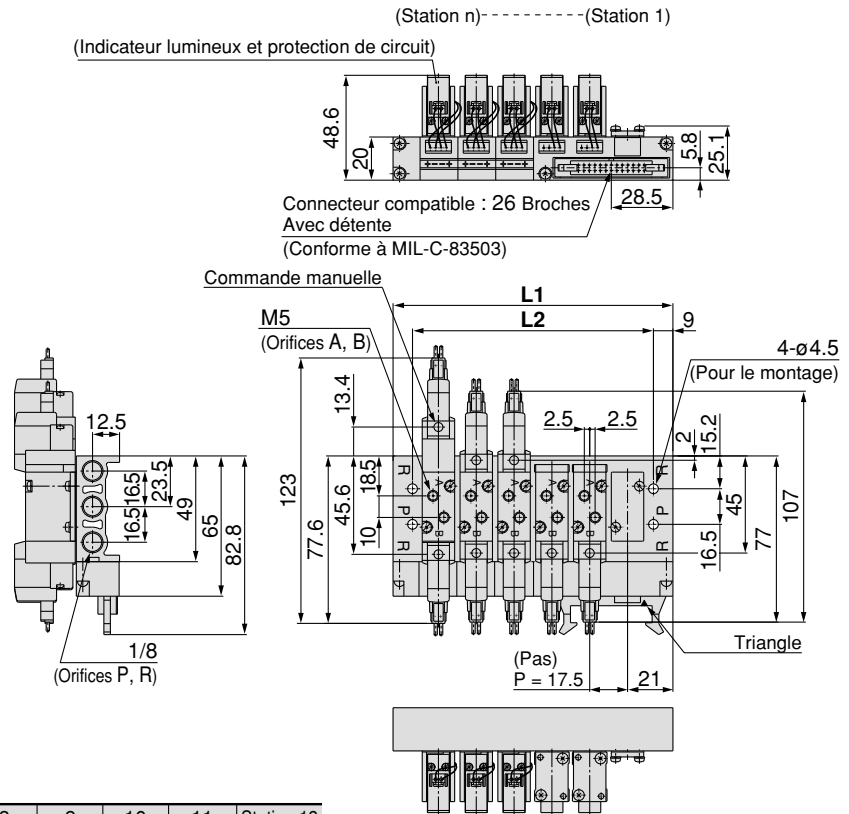 (Station n)----------(Station 1)
(Indicateur lumineux et protection de circuit)
48.6
20
5.8
25.1
28.5
Connecteur compatible : 26 Broches
Avec détente
(Conforme à MIL-C-83503)
Commande manuelle
L1
L2
9
M5
(Orifices A, B)
4-ø4.5
(Pour le montage)
13.4
2.5
2.5
2
15.2
12.5
16.5
23.5
16.5
49
65
82.8
123
77.6
45.6
18.5
10
R
P
R
A
A
A
A
A
B
B
B
B
B
R
P
R
16.5
45
77
107
1/8
(Orifices P, R)
(Pas)
P = 17.5
21
Triangle
9
10
11